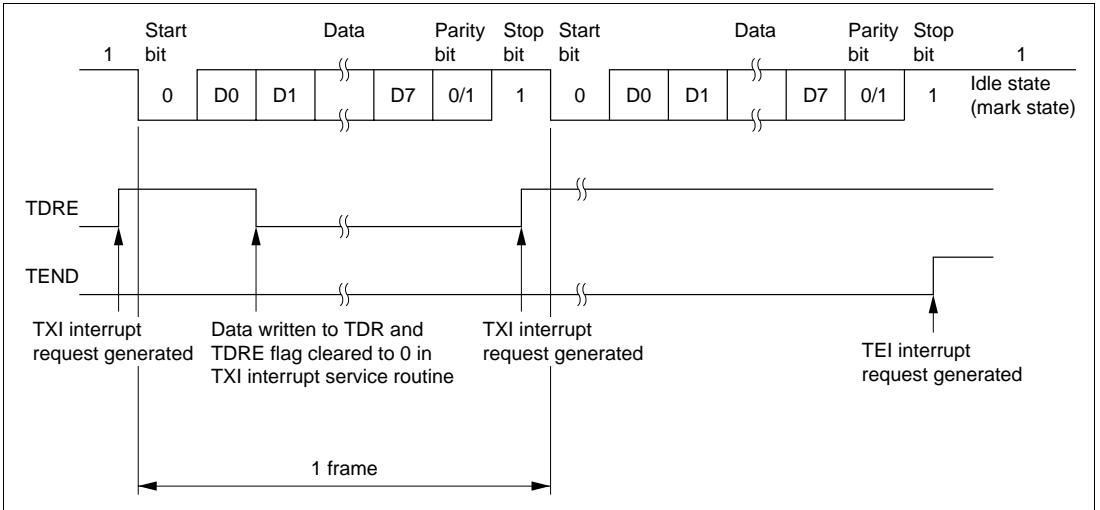 1
Start bit
Data
Parity bit
Stop bit
Start bit
Data
Parity bit
Stop bit
1
0 D0 D1 D7 0/1 1 0 D0 D1 D7 0/1 1
Idle state
(mark state)
TDRE
TEND
TXI interrupt
request generated
Data written to TDR and
TDRE flag cleared to 0 in
TXI interrupt service routine
TXI interrupt
request generated
TEI interrupt
request generated
1 frame